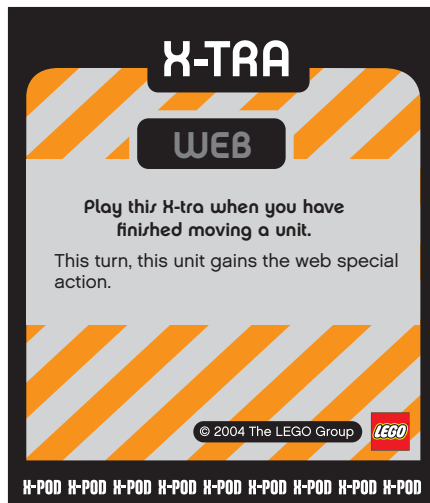 X-TRA
WEB
Play this X-tra when you have
finished moving a unit.
This turn, this unit gains the web special
action.
© 2004 The LEGO Group
LEGO
X-POD X-POD X-POD X-POD X-POD X-POD X-POD X-POD X-POD